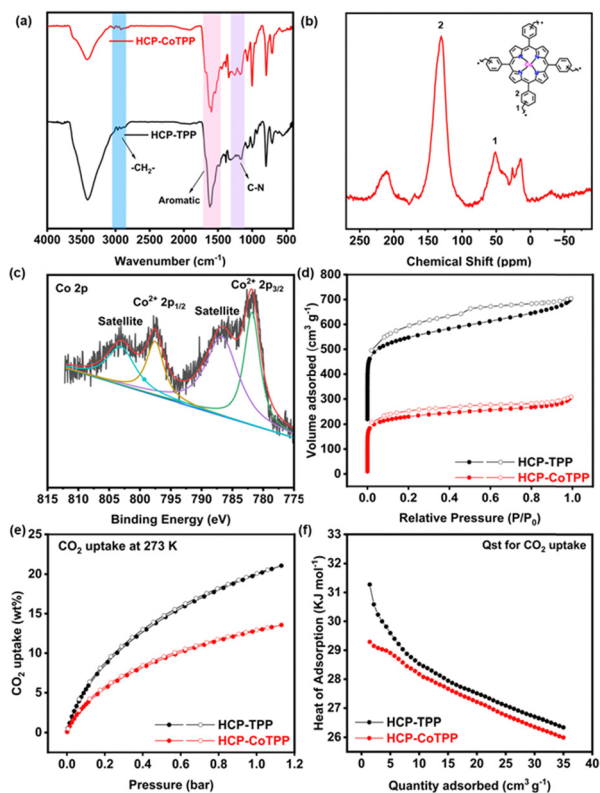 (a)
HCP-CoTPP
HCP-TPP
-CH₂-
Aromatic
C-N
4000 3500 3000 2500 2000 1500 1000 500
Wavenumber (cm⁻¹)
(b)
2
1
2
1
250 200 150 100 50 0 -50
Chemical Shift (ppm)
(c)
Co 2p
Co²⁺ 2p₁/₂
Co²⁺ 2p₃/₂
Satellite
Satellite
815 810 805 800 795 790 785 780 775
Binding Energy (eV)
(d)
800
700
600
500
400
300
200
100
0
Volume adsorbed (cm³ g⁻¹)
HCP-TPP
HCP-CoTPP
0.0 0.2 0.4 0.6 0.8 1.0
Relative Pressure (P/P₀)
(e)
CO₂ uptake at 273 K
25
20
15
10
5
0
CO₂ uptake (wt%)
HCP-TPP
HCP-CoTPP
0.0 0.2 0.4 0.6 0.8 1.0 1.2
Pressure (bar)
(f)
Qst for CO₂ uptake
33
32
31
30
29
28
27
26
Heat of Adsorption (KJ mol⁻¹)
HCP-TPP
HCP-CoTPP
0 5 10 15 20 25 30 35 40
Quantity adsorbed (cm³ g⁻¹)